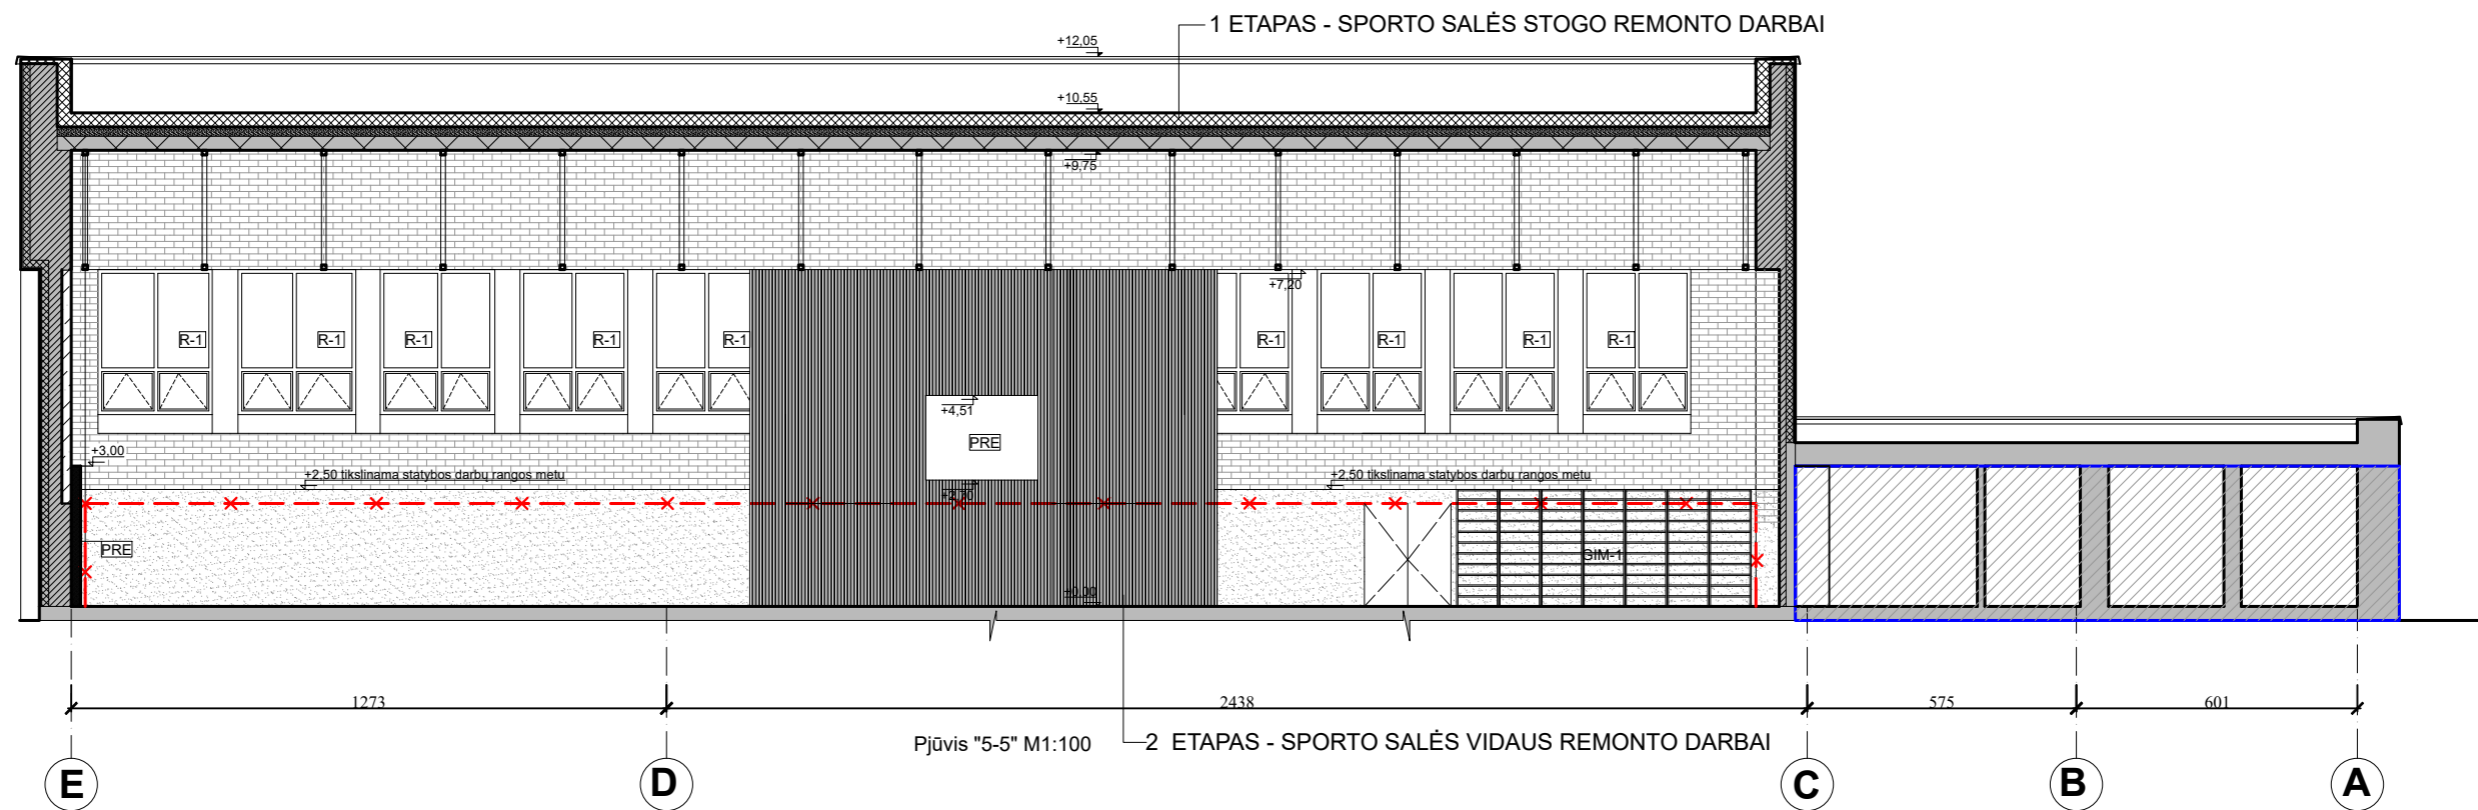 1 ETAPAS - SPORTO SALĖS STOGO REMONTO DARBAI
+12,05
+10,55
+9,75
+7,20
R-1 R-1 R-1 R-1 R-1 R-1 R-1 R-1 R-1
+4,51
PRE
+3,00
+2,50 tikslinama statybos darbų rangos metu
+2,50 tikslinama statybos darbų rangos metu
PRE
GIM-1
±0,00
1273 2438 575 601
Pjūvis "5-5" M1:100
2 ETAPAS - SPORTO SALĖS VIDAUS REMONTO DARBAI
E D C B A